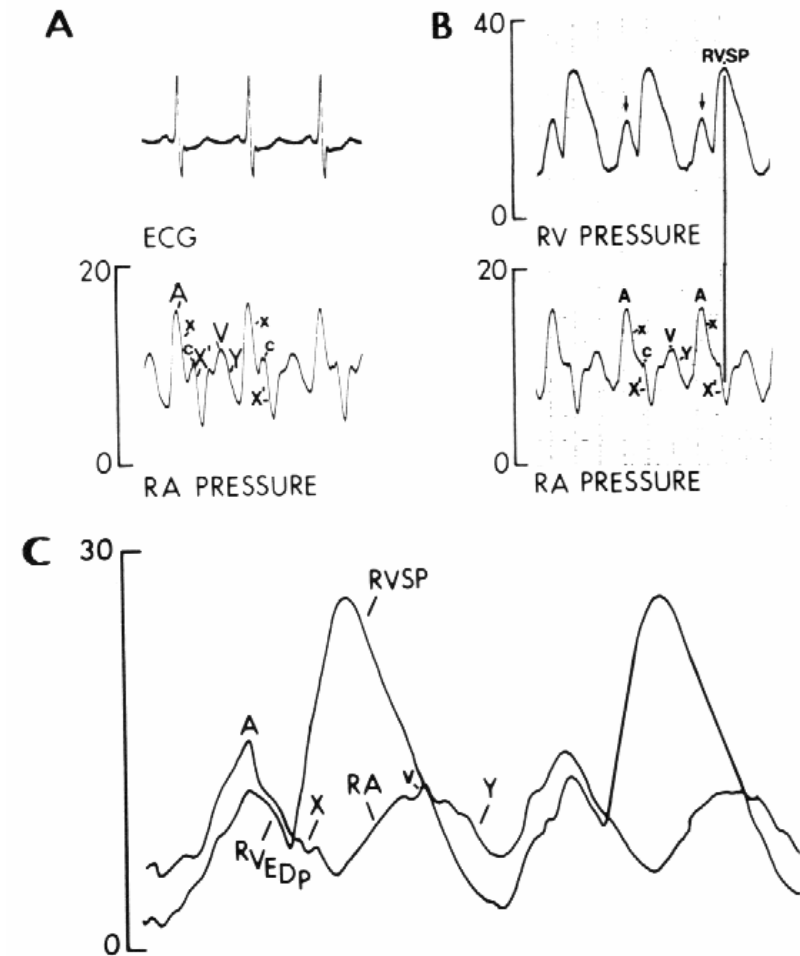 A
ECG
20
A
x
c
X'
V
Y
x
c
X'
0
RA PRESSURE
B
40
RVSP
0
RV PRESSURE
20
A
x
c
X'
V
Y
A
x
X'
0
RA PRESSURE
C
30
RVSP
A
RVEDP
X
RA
v
Y
0